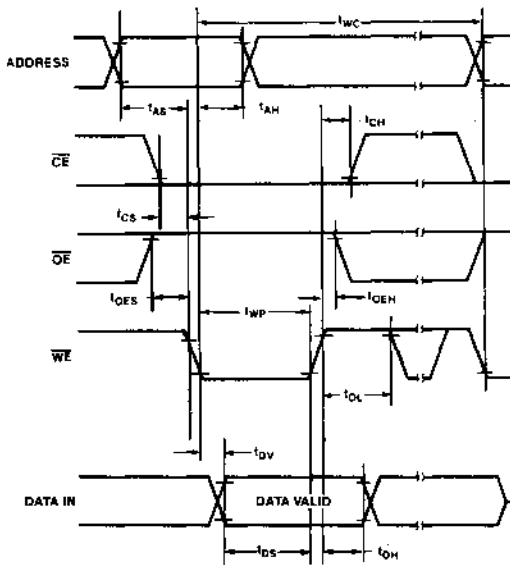 tWC
ADDRESS
tAS
tAH
tCH
CE
tCS
OE
tOES
tOEH
tWP
WE
tDL
tDV
DATA IN
DATA VALID
tDS
tDH